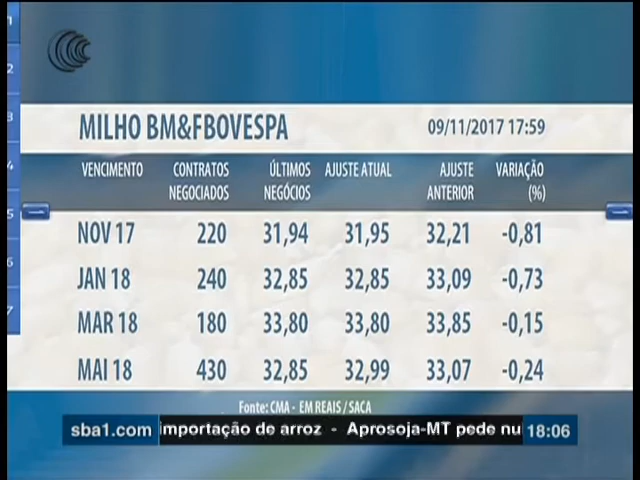 MILHO BM&FBOVESPA 09/11/2017 17:59
VENCIMENTO CONTRATOS NEGOCIADOS ÚLTIMOS NEGÓCIOS AJUSTE ATUAL AJUSTE ANTERIOR VARIAÇÃO (%)
NOV 17 220 31,94 31,95 32,21 -0,81
JAN 18 240 32,85 32,85 33,09 -0,73
MAR 18 180 33,80 33,80 33,85 -0,15
MAI 18 430 32,85 32,99 33,07 -0,24
Fonte: CMA - EM REAIS / SACA
sba1.com importação de arroz - Aprosoja-MT pede nu 18:06